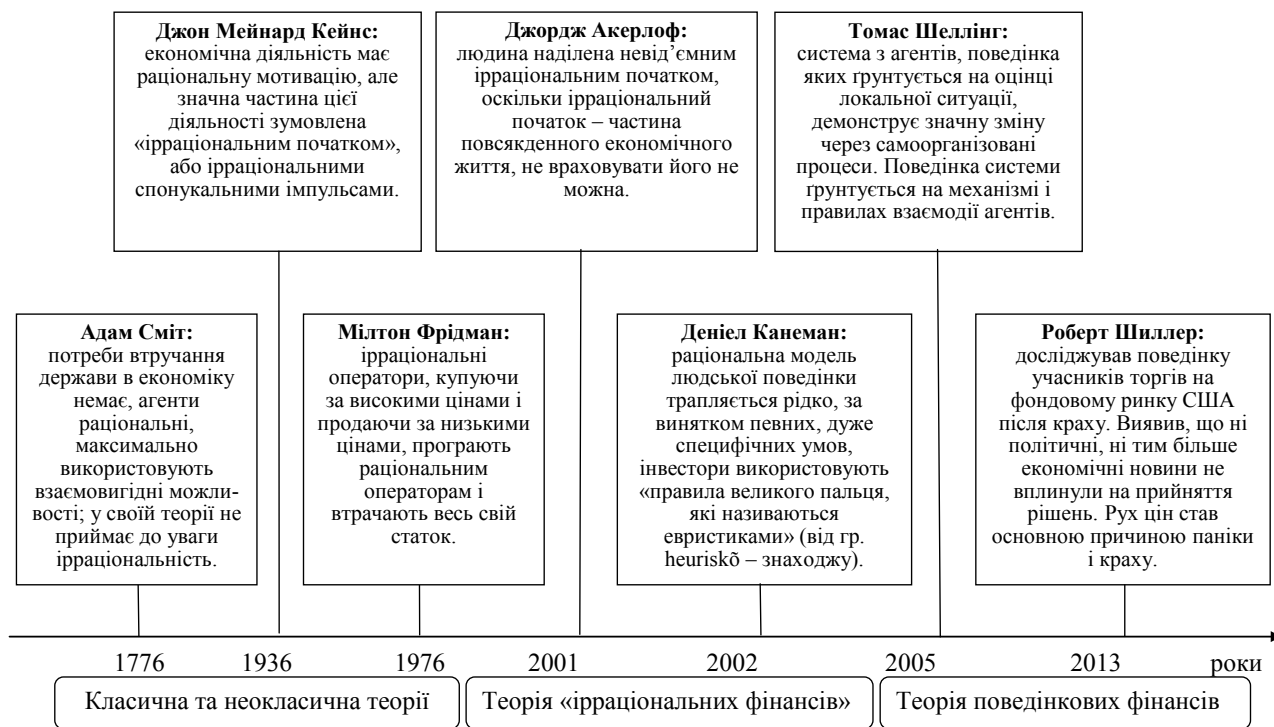 Джон Мейнард Кейнс:
економічна діяльність має
раціональну мотивацію, але
значна частина цієї
діяльності зумовлена
«ірраціональним початком»,
або ірраціональними
спонукальними імпульсами.
Джордж Акерлоф:
людина наділена невід’ємним
ірраціональним початком,
оскільки ірраціональний
початок – частина
повсякденного економічного
життя, не враховувати його не
можна.
Томас Шеллінг:
система з агентів, поведінка
яких ґрунтується на оцінці
локальної ситуації,
демонструє значну зміну
через самоорганізовані
процеси. Поведінка системи
ґрунтується на механізмі і
правилах взаємодії агентів.
Адам Сміт:
потреби втручання
держави в економіку
немає, агенти
раціональні,
максимально
використовують
взаємовигідні можли-
вості; у своїй теорії не
приймає до уваги
ірраціональність.
Мілтон Фрідман:
ірраціональні
оператори, купуючи
за високими цінами і
продаючи за низькими
цінами, програють
раціональним
операторам і
втрачають весь свій
статок.
Деніел Канеман:
раціональна модель
людської поведінки
трапляється рідко, за
винятком певних, дуже
специфічних умов,
інвестори використовують
«правила великого пальця,
які називаються
евристиками» (від гр.
heuriskõ – знаходжу).
Роберт Шиллер:
досліджував поведінку
учасників торгів на
фондовому ринку США
після краху. Виявив, що ні
політичні, ні тим більше
економічні новини не
вплинули на прийняття
рішень. Рух цін став
основною причиною паніки
і краху.
1776 1936 1976 2001 2002 2005 2013 роки
Класична та неокласична теорії
Теорія «ірраціональних фінансів»
Теорія поведінкових фінансів